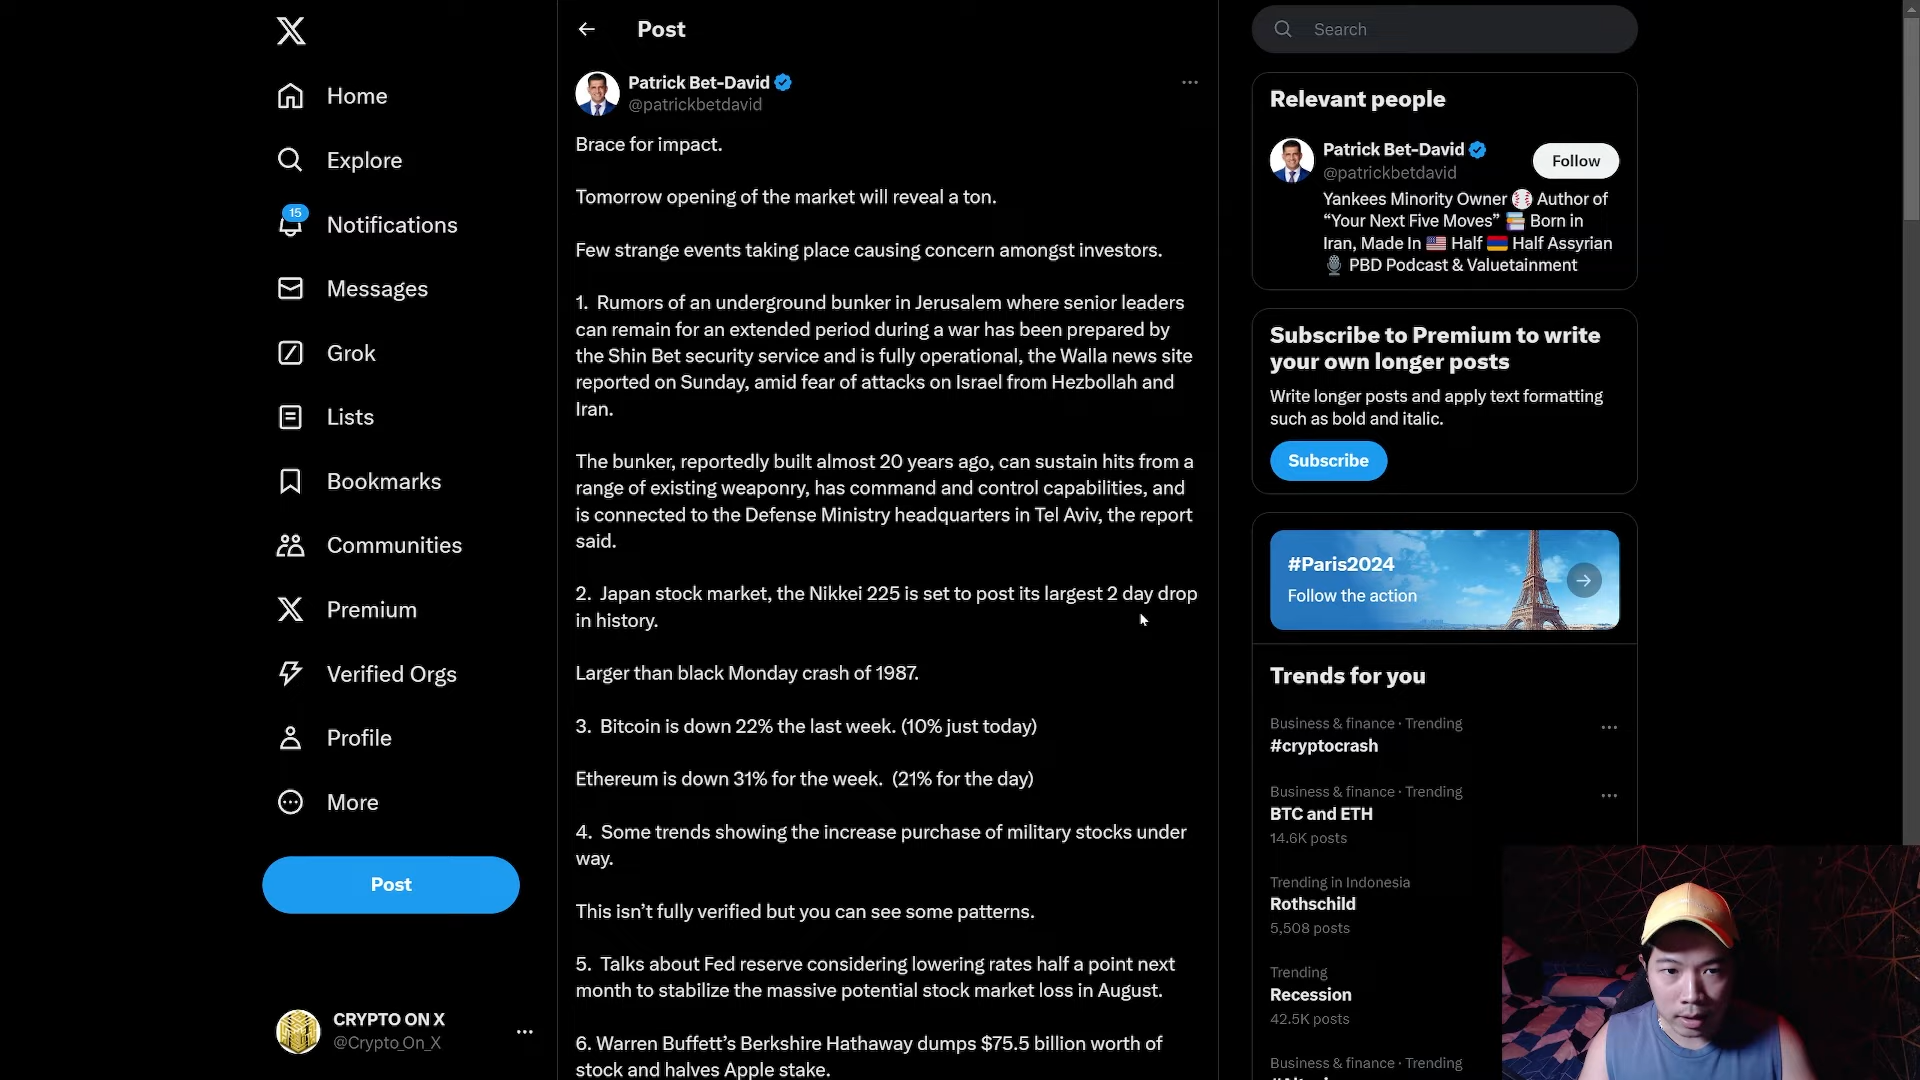 Home
Explore
15
Notifications
Messages
Grok
Lists
Bookmarks
Communities
Premium
Verified Orgs
Profile
More
Post
CRYPTO ON X
@Crypto_On_X
Post
Patrick Bet-David
@patrickbetdavid
Brace for impact.
Tomorrow opening of the market will reveal a ton.
Few strange events taking place causing concern amongst investors.
1. Rumors of an underground bunker in Jerusalem where senior leaders
can remain for an extended period during a war has been prepared by
the Shin Bet security service and is fully operational, the Walla news site
reported on Sunday, amid fear of attacks on Israel from Hezbollah and
Iran.
The bunker, reportedly built almost 20 years ago, can sustain hits from a
range of existing weaponry, has command and control capabilities, and
is connected to the Defense Ministry headquarters in Tel Aviv, the report
said.
2. Japan stock market, the Nikkei 225 is set to post its largest 2 day drop
in history.
Larger than black Monday crash of 1987.
3. Bitcoin is down 22% the last week. (10% just today)
Ethereum is down 31% for the week. (21% for the day)
4. Some trends showing the increase purchase of military stocks under
way.
This isn’t fully verified but you can see some patterns.
5. Talks about Fed reserve considering lowering rates half a point next
month to stabilize the massive potential stock market loss in August.
6. Warren Buffett’s Berkshire Hathaway dumps $75.5 billion worth of
stock and halves Apple stake.
Search
Relevant people
Patrick Bet-David
@patrickbetdavid
Follow
Yankees Minority Owner ⚾ Author of
“Your Next Five Moves” 📚 Born in
Iran, Made In 🇺🇸 Half 🇦🇲 Half Assyrian
🎙 PBD Podcast & Valuetainment
Subscribe to Premium to write
your own longer posts
Write longer posts and apply text formatting
such as bold and italic.
Subscribe
#Paris2024
Follow the action
Trends for you
Business & finance · Trending
#cryptocrash
Business & finance · Trending
BTC and ETH
14.6K posts
Trending in Indonesia
Rothschild
5,508 posts
Trending
Recession
42.5K posts
Business & finance · Trending